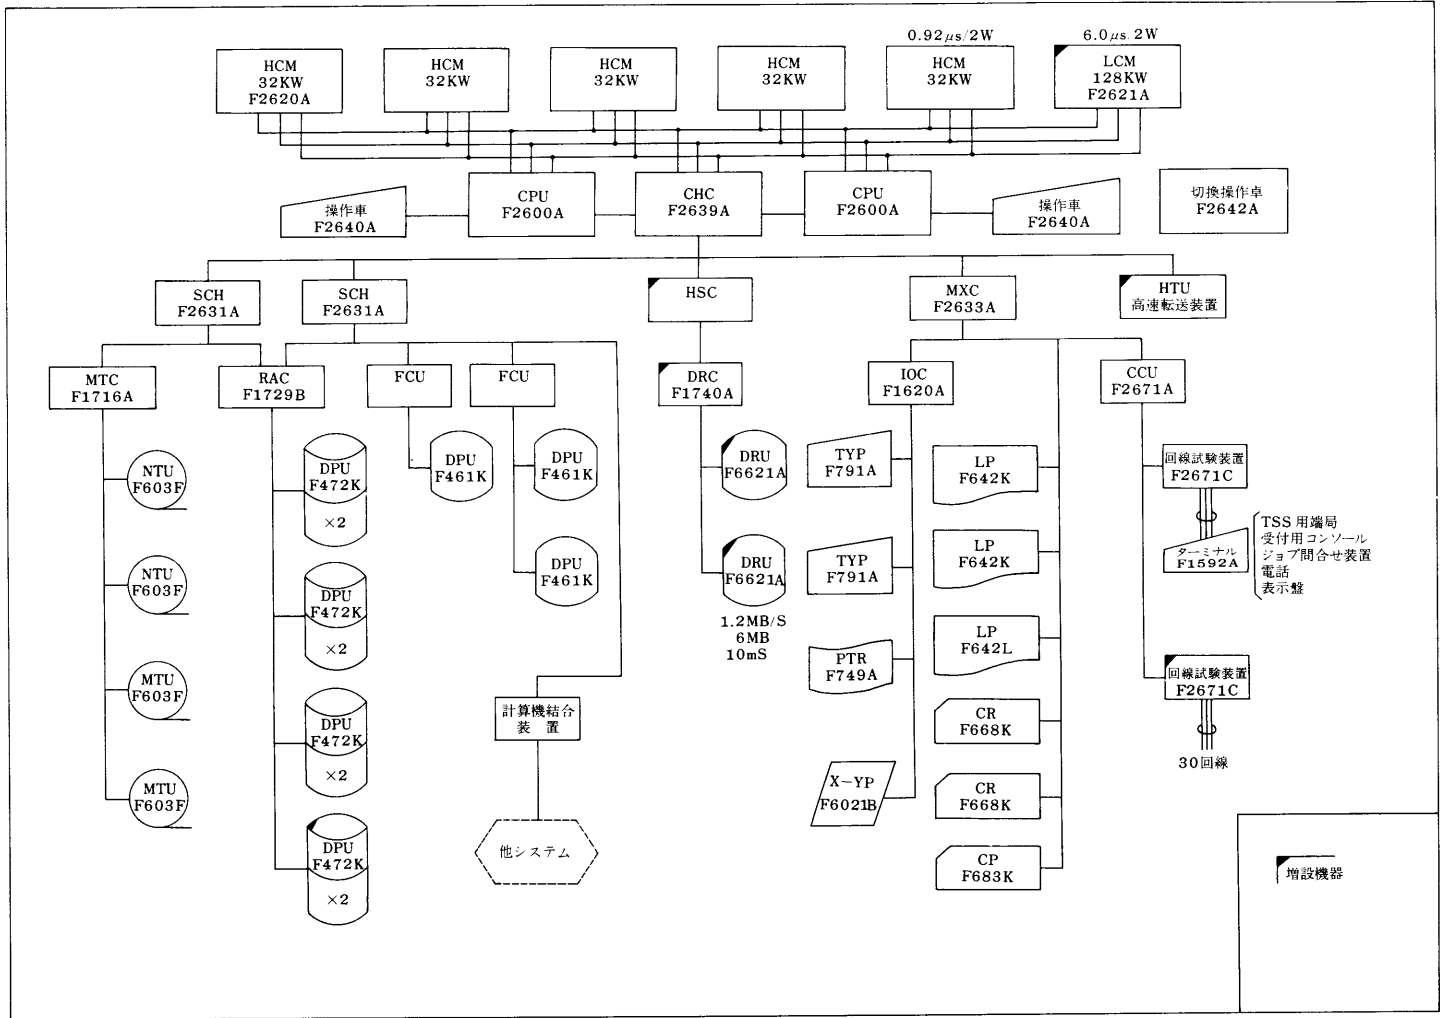 0.92μs/2W
6.0μs 2W
HCM
32KW
F2620A
HCM
32KW
HCM
32KW
HCM
32KW
HCM
32KW
LCM
128KW
F2621A
操作車
F2640A
CPU
F2600A
CHC
F2639A
CPU
F2600A
操作車
F2640A
切換操作卓
F2642A
SCH
F2631A
SCH
F2631A
HSC
MXC
F2633A
HTU
高速転送装置
MTC
F1716A
RAC
F1729B
FCU
FCU
DRC
F1740A
IOC
F1620A
CCU
F2671A
NTU
F603F
NTU
F603F
MTU
F603F
MTU
F603F
DPU
F472K
×2
DPU
F472K
×2
DPU
F472K
×2
DPU
F472K
×2
DPU
F461K
DPU
F461K
DPU
F461K
計算機結合
装 置
他システム
DRU
F6621A
DRU
F6621A
1.2MB/S
6MB
10mS
TYP
F791A
TYP
F791A
PTR
F749A
X-YP
F6021B
LP
F642K
LP
F642K
LP
F642L
CR
F668K
CR
F668K
CP
F683K
回線試験装置
F2671C
ターミナル
F1592A
TSS用端局
受付用コンソール
ジョブ問合せ装置
電話
表示盤
回線試験装置
F2671C
30回線
増設機器